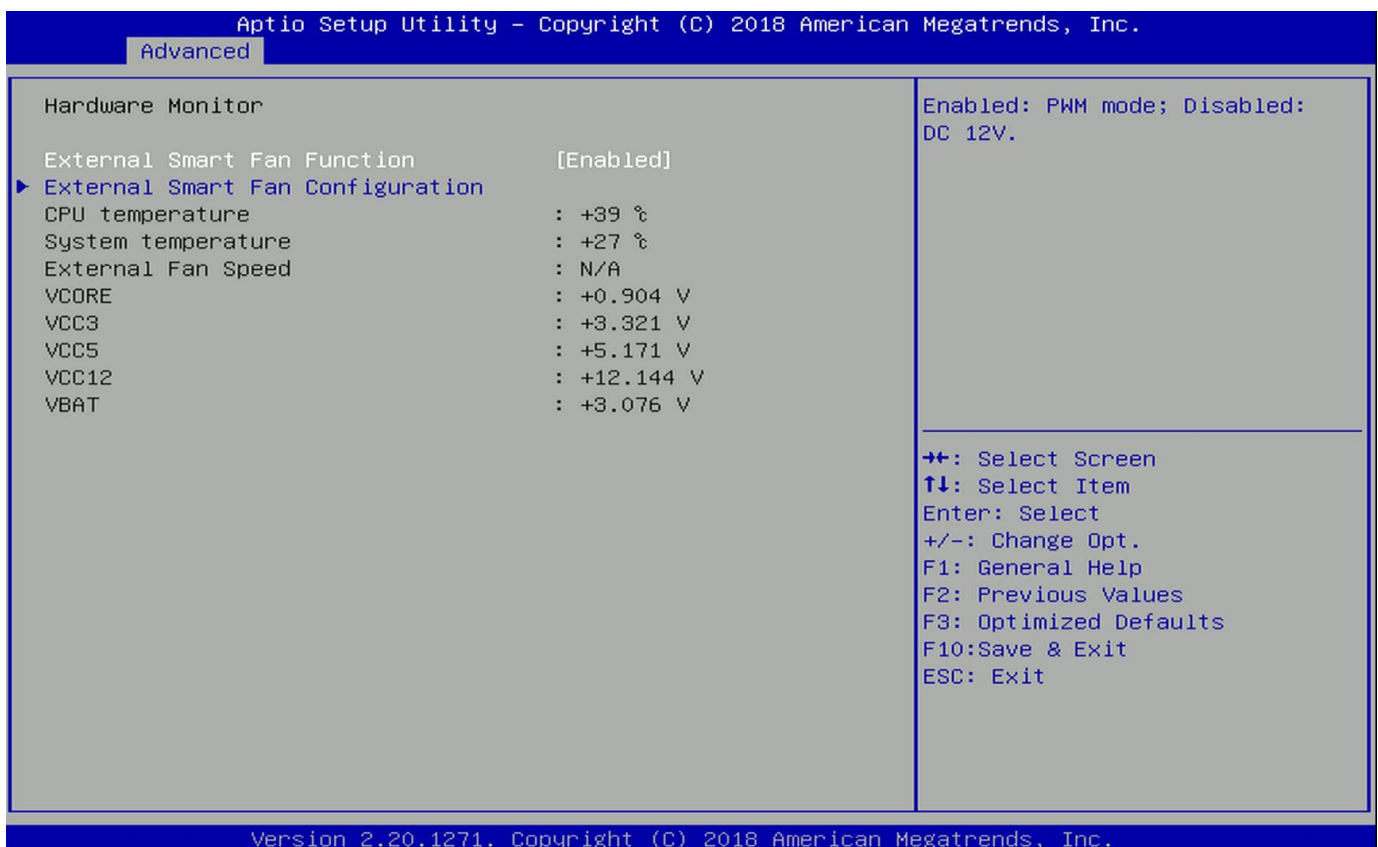 Aptio Setup Utility – Copyright (C) 2018 American Megatrends, Inc.
Advanced
Hardware Monitor
External Smart Fan Function [Enabled]
▶ External Smart Fan Configuration
CPU temperature : +39 ℃
System temperature : +27 ℃
External Fan Speed : N/A
VCORE : +0.904 V
VCC3 : +3.321 V
VCC5 : +5.171 V
VCC12 : +12.144 V
VBAT : +3.076 V
Enabled: PWM mode; Disabled:
DC 12V.
→←: Select Screen
↑↓: Select Item
Enter: Select
+/-: Change Opt.
F1: General Help
F2: Previous Values
F3: Optimized Defaults
F10:Save & Exit
ESC: Exit
Version 2.20.1271. Copyright (C) 2018 American Megatrends, Inc.